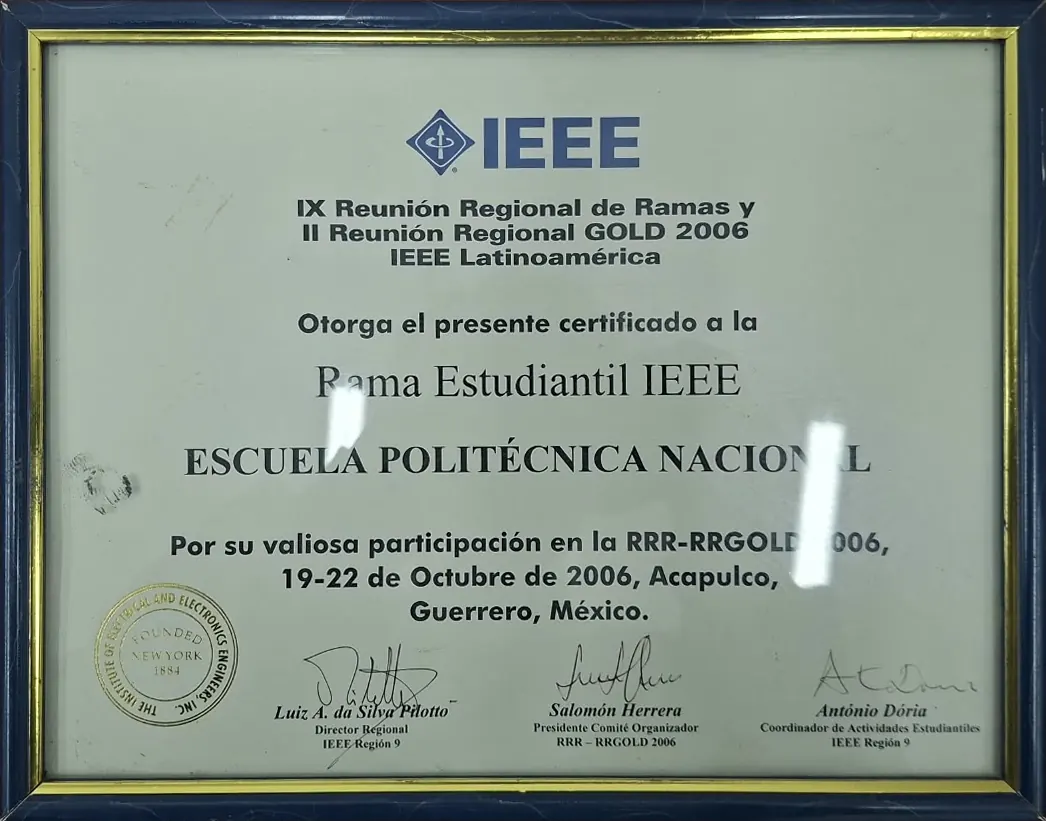 IEEE
IX Reunión Regional de Ramas y
II Reunión Regional GOLD 2006
IEEE Latinoamérica
Otorga el presente certificado a la
Rama Estudiantil IEEE
ESCUELA POLITÉCNICA NACIONAL
Por su valiosa participación en la RRR-RRGOLD 2006,
19-22 de Octubre de 2006, Acapulco,
Guerrero, México.
THE INSTITUTE OF ELECTRICAL AND ELECTRONICS ENGINEERS, INC.
FOUNDED
NEW YORK
1884
Luiz A. da Silva Pilotto
Director Regional
IEEE Región 9
Salomón Herrera
Presidente Comité Organizador
RRR – RRGOLD 2006
António Dória
Coordinador de Actividades Estudiantiles
IEEE Región 9